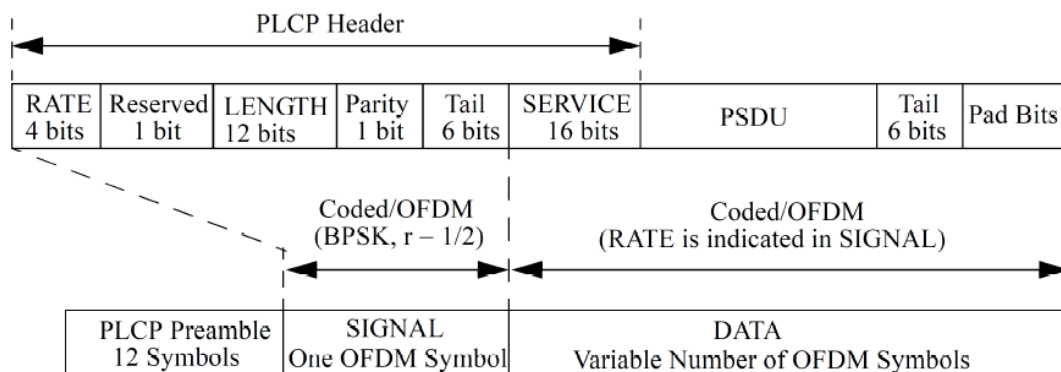 PLCP Header
RATE Reserved LENGTH Parity Tail SERVICE PSDU Tail Pad Bits
4 bits 1 bit 12 bits 1 bit 6 bits 16 bits 6 bits
Coded/OFDM Coded/OFDM
(BPSK, r – 1/2) (RATE is indicated in SIGNAL)
PLCP Preamble SIGNAL DATA
12 Symbols One OFDM Symbol Variable Number of OFDM Symbols